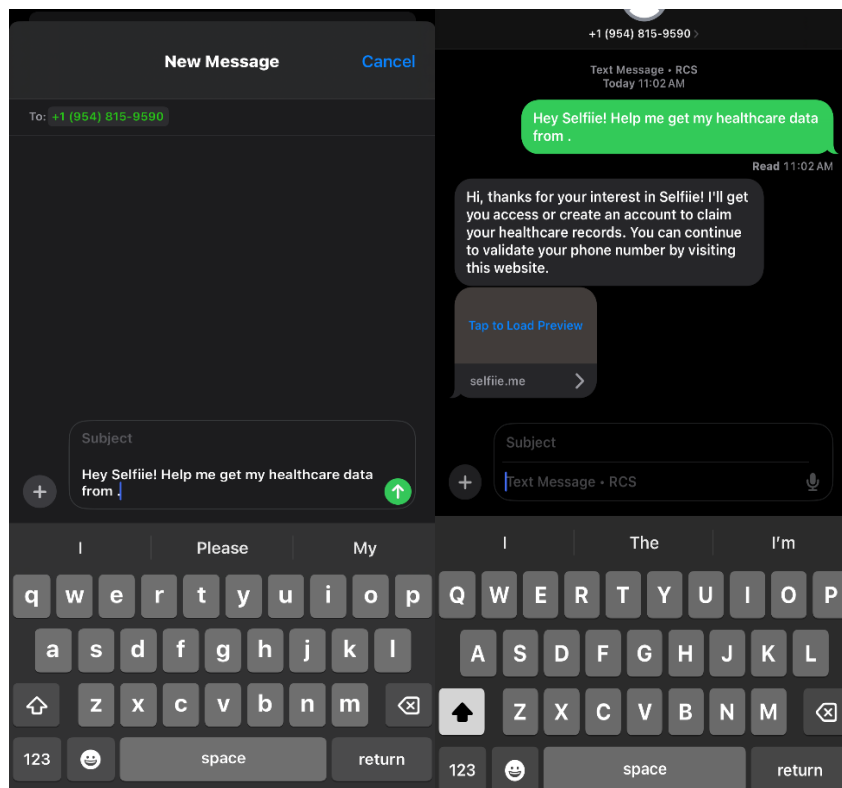 New Message
Cancel
To: +1 (954) 815-9590
Subject
Hey Selfiie! Help me get my healthcare data
from .
I Please My
q w e r t y u i o p
a s d f g h j k l
z x c v b n m
123 space return
+1 (954) 815-9590
Text Message • RCS
Today 11:02 AM
Hey Selfiie! Help me get my healthcare data
from .
Read 11:02 AM
Hi, thanks for your interest in Selfiie! I'll get
you access or create an account to claim
your healthcare records. You can continue
to validate your phone number by visiting
this website.
Tap to Load Preview
selfiie.me
Subject
Text Message • RCS
I The I'm
Q W E R T Y U I O P
A S D F G H J K L
Z X C V B N M
123 space return